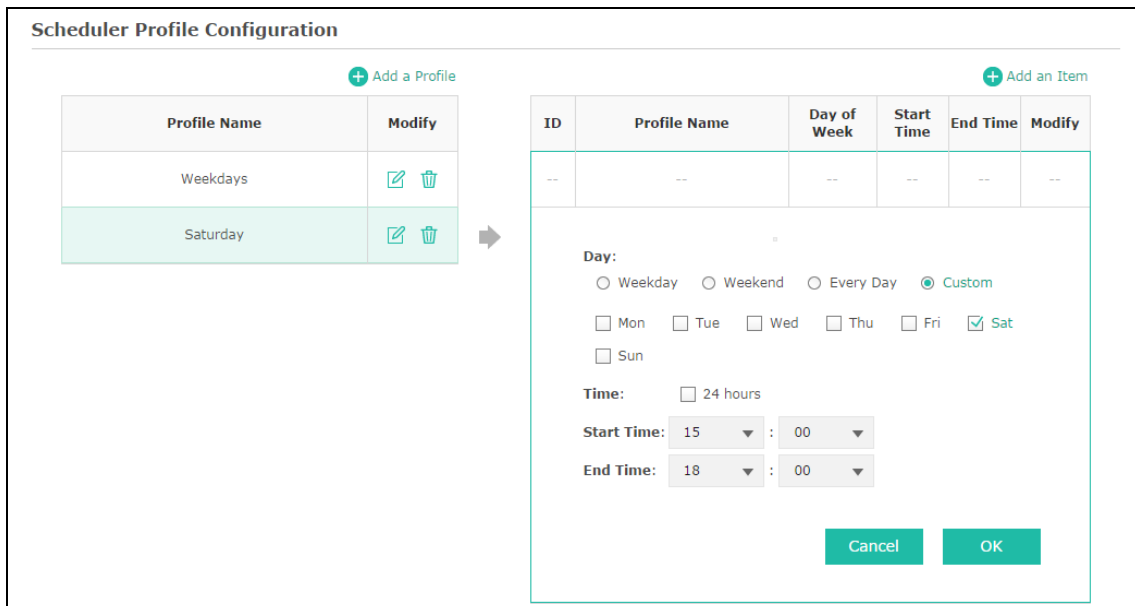 Scheduler Profile Configuration
Add a Profile
Add an Item
Profile Name Modify
ID Profile Name Day of Week Start Time End Time Modify
Weekdays
-- -- -- -- -- --
Saturday
Day:
Weekday Weekend Every Day Custom
Mon Tue Wed Thu Fri Sat
Sun
Time: 24 hours
Start Time: 15 : 00
End Time: 18 : 00
Cancel OK